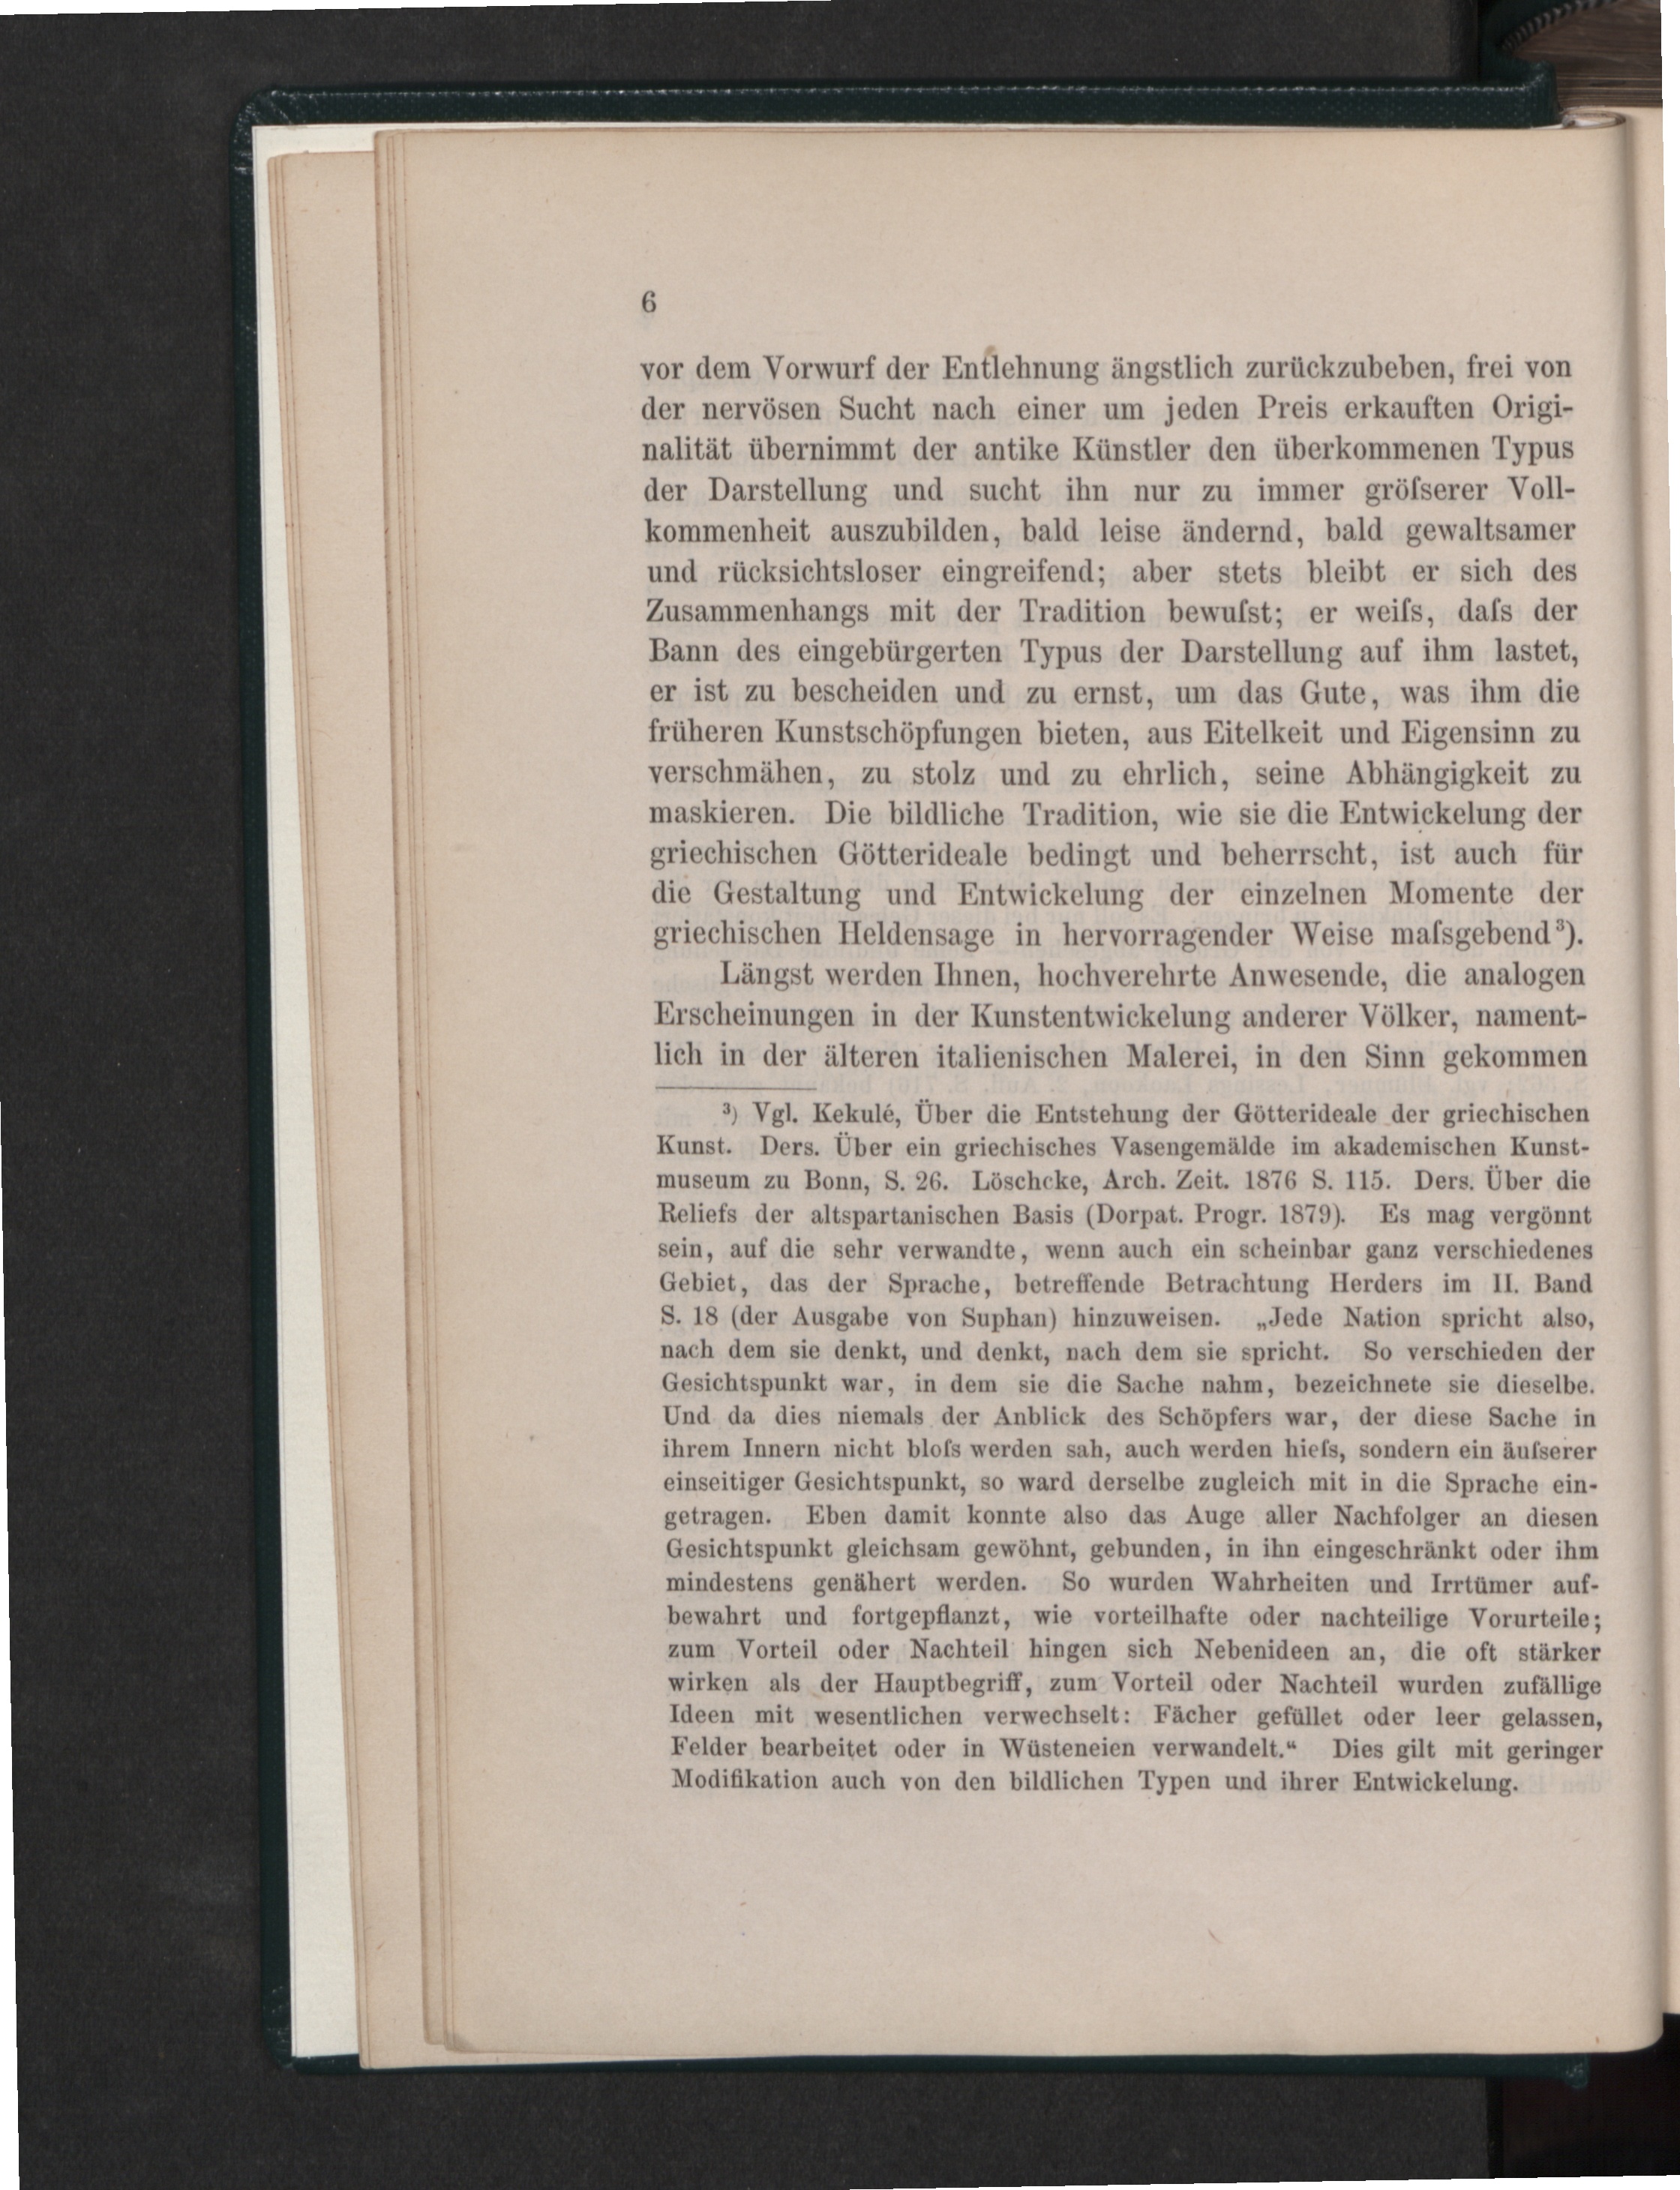 6
vor dem Vorwurf der Entlehnung ängstlich zurückzubeben, frei von
der nervösen Sucht nach einer um jeden Preis erkauften Origi-
nalität übernimmt der antike Künstler den überkommenen Typus
der Darstellung und sucht ihn nur zu immer gröſserer Voll-
kommenheit auszubilden, bald leise ändernd, bald gewaltsamer
und rücksichtsloser eingreifend; aber stets bleibt er sich des
Zusammenhangs mit der Tradition bewuſst; er weiſs, daſs der
Bann des eingebürgerten Typus der Darstellung auf ihm lastet,
er ist zu bescheiden und zu ernst, um das Gute, was ihm die
früheren Kunstschöpfungen bieten, aus Eitelkeit und Eigensinn zu
verschmähen, zu stolz und zu ehrlich, seine Abhängigkeit zu
maskieren. Die bildliche Tradition, wie sie die Entwickelung der
griechischen Götterideale bedingt und beherrscht, ist auch für
die Gestaltung und Entwickelung der einzelnen Momente der
griechischen Heldensage in hervorragender Weise maſsgebend³).
Längst werden Ihnen, hochverehrte Anwesende, die analogen
Erscheinungen in der Kunstentwickelung anderer Völker, nament-
lich in der älteren italienischen Malerei, in den Sinn gekommen
³) Vgl. Kekulé, Über die Entstehung der Götterideale der griechischen
Kunst. Ders. Über ein griechisches Vasengemälde im akademischen Kunst-
museum zu Bonn, S. 26. Löschcke, Arch. Zeit. 1876 S. 115. Ders. Über die
Reliefs der altspartanischen Basis (Dorpat. Progr. 1879). Es mag vergönnt
sein, auf die sehr verwandte, wenn auch ein scheinbar ganz verschiedenes
Gebiet, das der Sprache, betreffende Betrachtung Herders im II. Band
S. 18 (der Ausgabe von Suphan) hinzuweisen. „Jede Nation spricht also,
nach dem sie denkt, und denkt, nach dem sie spricht. So verschieden der
Gesichtspunkt war, in dem sie die Sache nahm, bezeichnete sie dieselbe.
Und da dies niemals der Anblick des Schöpfers war, der diese Sache in
ihrem Innern nicht bloſs werden sah, auch werden hieſs, sondern ein äuſserer
einseitiger Gesichtspunkt, so ward derselbe zugleich mit in die Sprache ein-
getragen. Eben damit konnte also das Auge aller Nachfolger an diesen
Gesichtspunkt gleichsam gewöhnt, gebunden, in ihn eingeschränkt oder ihm
mindestens genähert werden. So wurden Wahrheiten und Irrtümer auf-
bewahrt und fortgepflanzt, wie vorteilhafte oder nachteilige Vorurteile;
zum Vorteil oder Nachteil hingen sich Nebenideen an, die oft stärker
wirken als der Hauptbegriff, zum Vorteil oder Nachteil wurden zufällige
Ideen mit wesentlichen verwechselt: Fächer gefüllet oder leer gelassen,
Felder bearbeitet oder in Wüsteneien verwandelt.“ Dies gilt mit geringer
Modifikation auch von den bildlichen Typen und ihrer Entwickelung.